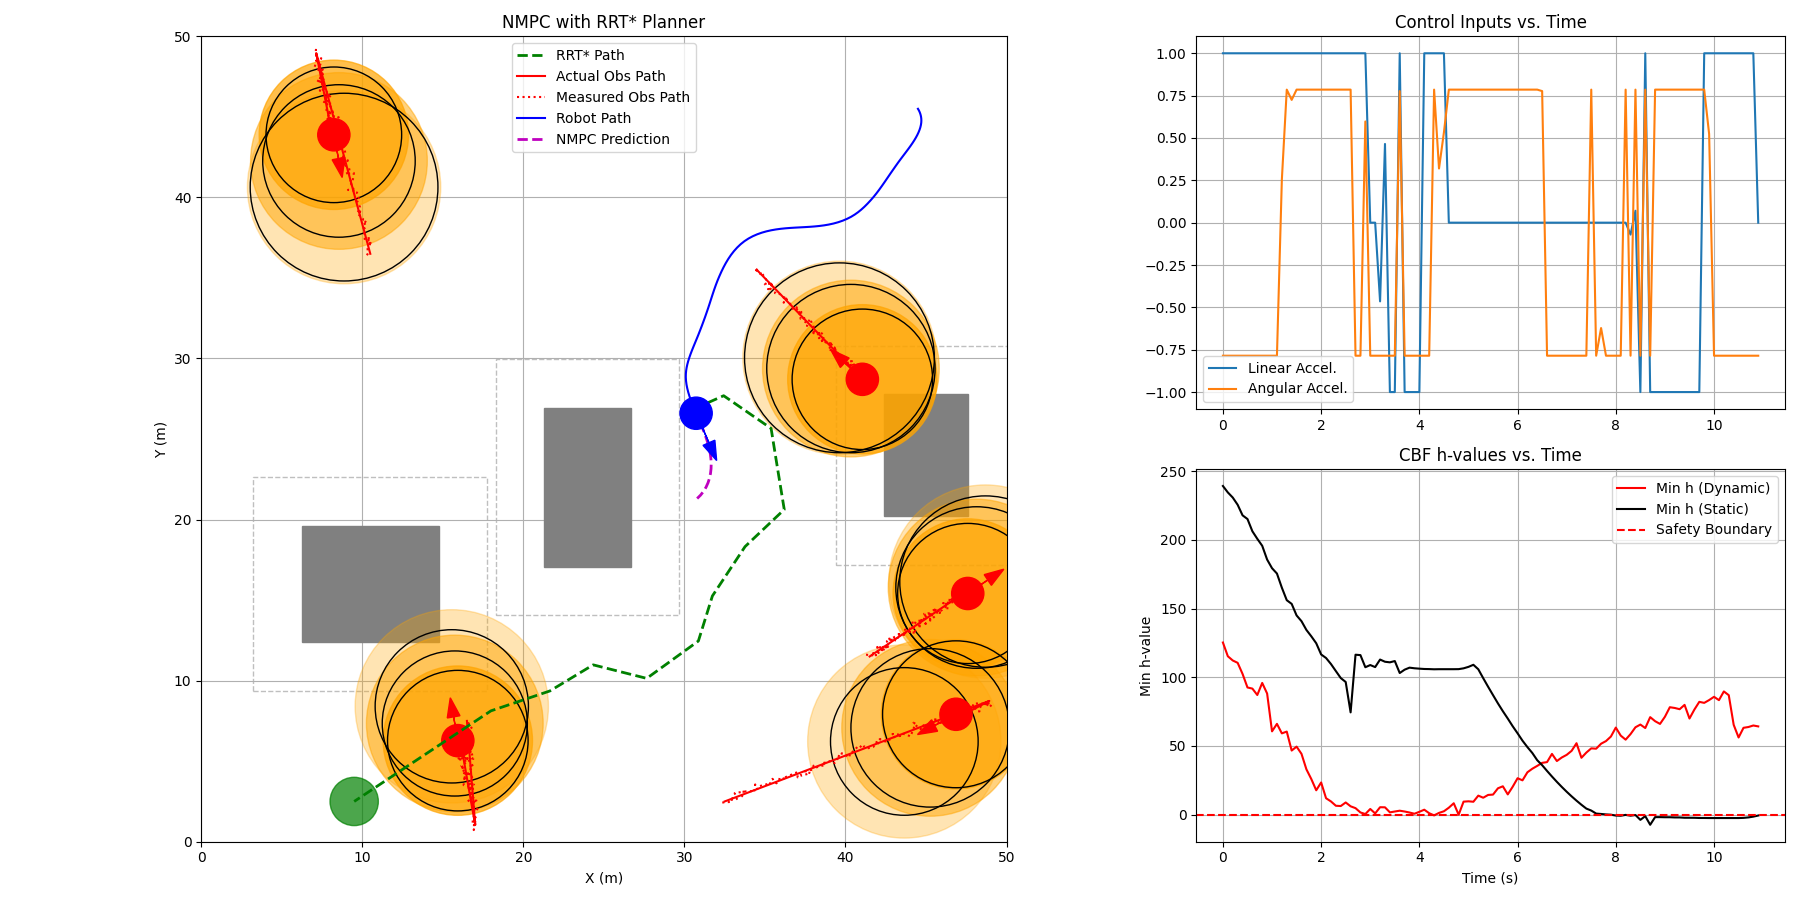 NMPC with RRT* Planner
RRT* Path
Actual Obs Path
Measured Obs Path
Robot Path
NMPC Prediction
Y (m)
50
40
30
20
10
0
0 10 20 30 40 50
X (m)
Control Inputs vs. Time
1.00
0.75
0.50
0.25
0.00
−0.25
−0.50
−0.75
−1.00
Linear Accel.
Angular Accel.
0 2 4 6 8 10
CBF h-values vs. Time
Min h (Dynamic)
Min h (Static)
Safety Boundary
Min h-value
250
200
150
100
50
0
0 2 4 6 8 10
Time (s)